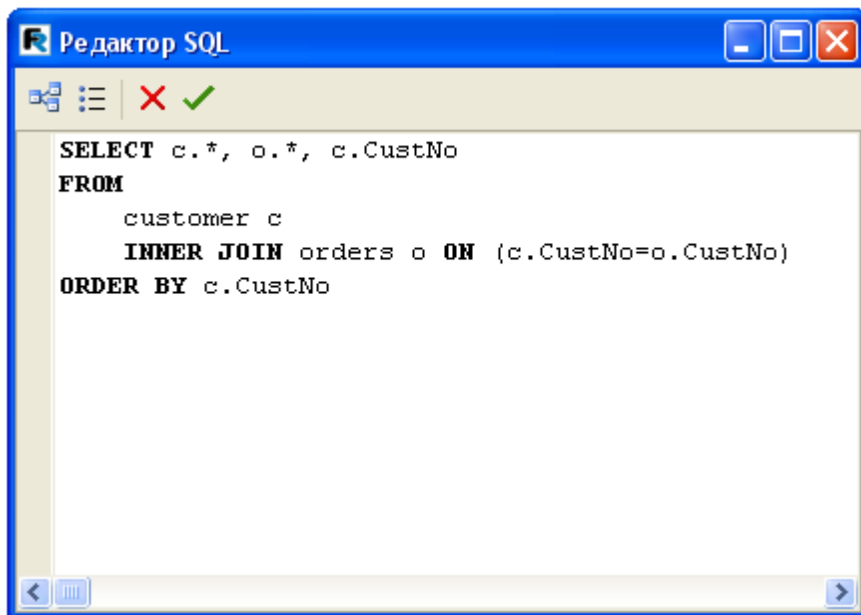 Редактор SQL
SELECT c.*, o.*, c.CustNo
FROM
    customer c
    INNER JOIN orders o ON (c.CustNo=o.CustNo)
ORDER BY c.CustNo